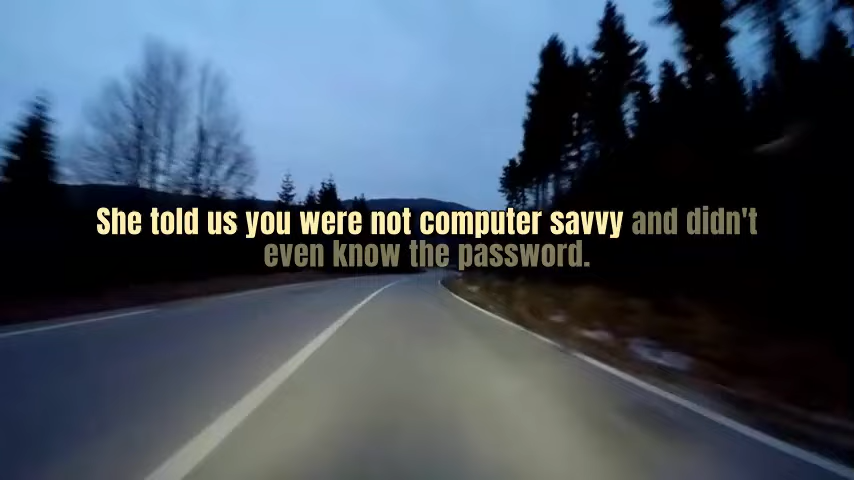 She told us you were not computer savvy and didn't
even know the password.